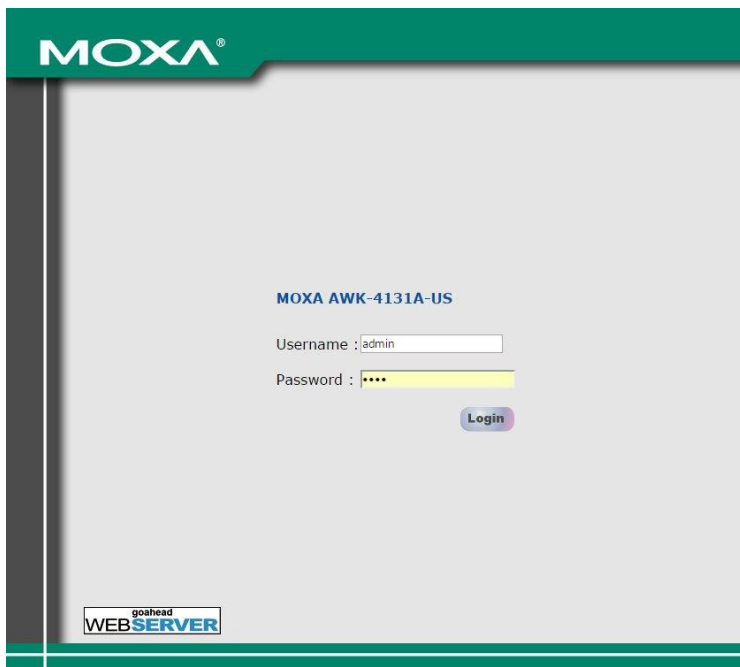 MOXA®
MOXA AWK-4131A-US
Username : admin
Password : ••••
Login
goahead
WEBSERVER